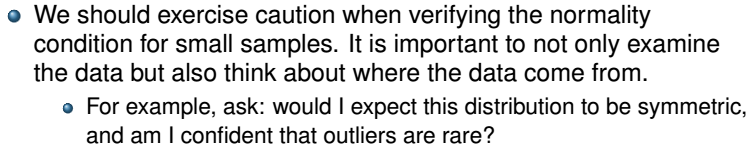 We should exercise caution when verifying the normality
condition for small samples. It is important to not only examine
the data but also think about where the data come from.
For example, ask: would I expect this distribution to be symmetric,
and am I confident that outliers are rare?